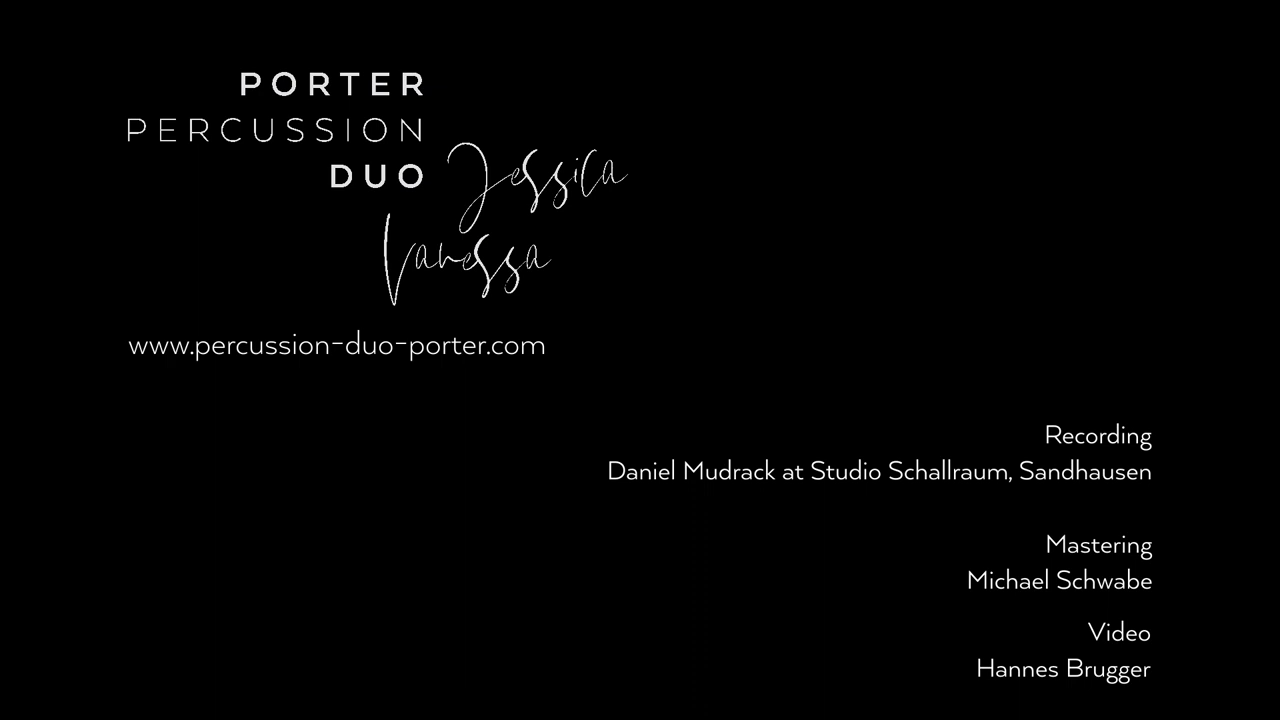 PORTER
PERCUSSION
DUO
Jessica
Vanessa
www.percussion-duo-porter.com
Recording
Daniel Mudrack at Studio Schallraum, Sandhausen
Mastering
Michael Schwabe
Video
Hannes Brugger